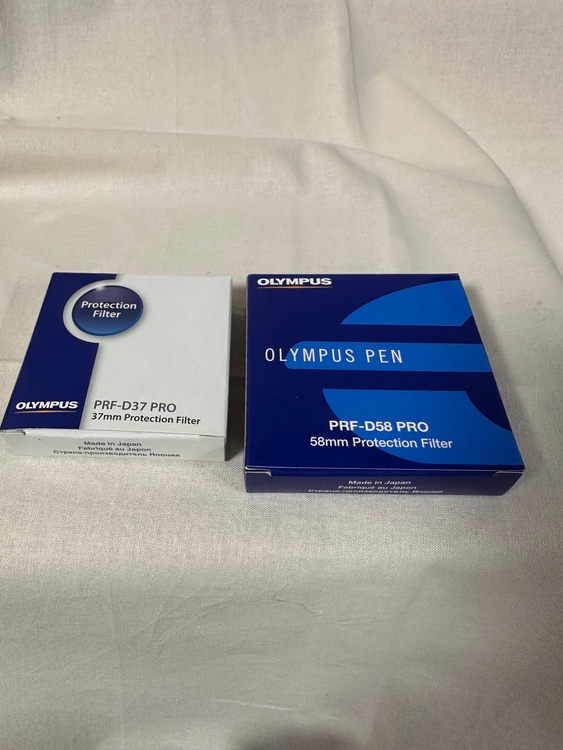 Protection
Filter
OLYMPUS
PRF-D37 PRO
37mm Protection Filter
Made in Japan
Fabriqué au Japon
Страна-производитель Япония
OLYMPUS
OLYMPUS PEN
PRF-D58 PRO
58mm Protection Filter
Made in Japan
Fabriqué au Japon
Страна-производитель Япония